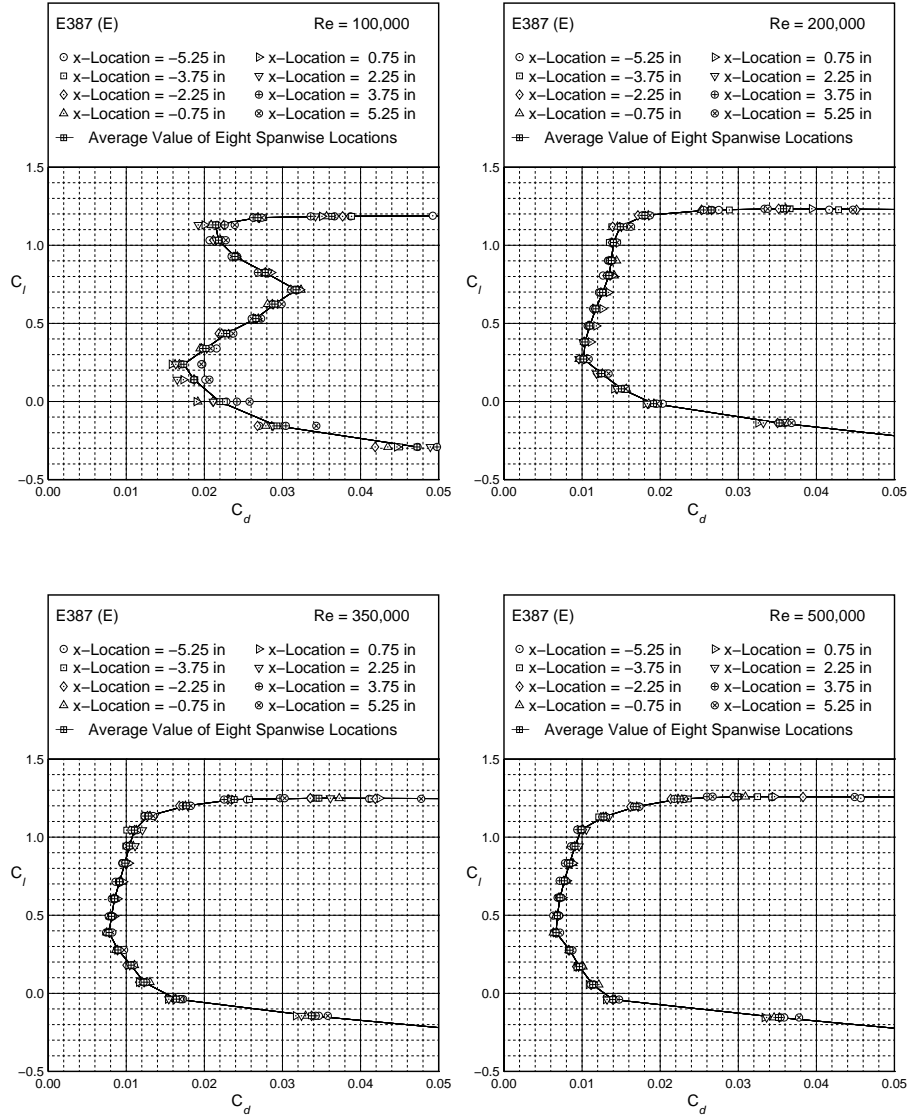 E387 (E) Re = 100,000
x-Location = -5.25 in x-Location = 0.75 in
x-Location = -3.75 in x-Location = 2.25 in
x-Location = -2.25 in x-Location = 3.75 in
x-Location = -0.75 in x-Location = 5.25 in
Average Value of Eight Spanwise Locations
1.5
1.0
C_l
0.5
0.0
-0.5
0.00 0.01 0.02 0.03 0.04 0.05
C_d
E387 (E) Re = 200,000
x-Location = -5.25 in x-Location = 0.75 in
x-Location = -3.75 in x-Location = 2.25 in
x-Location = -2.25 in x-Location = 3.75 in
x-Location = -0.75 in x-Location = 5.25 in
Average Value of Eight Spanwise Locations
1.5
1.0
C_l
0.5
0.0
-0.5
0.00 0.01 0.02 0.03 0.04 0.05
C_d
E387 (E) Re = 350,000
x-Location = -5.25 in x-Location = 0.75 in
x-Location = -3.75 in x-Location = 2.25 in
x-Location = -2.25 in x-Location = 3.75 in
x-Location = -0.75 in x-Location = 5.25 in
Average Value of Eight Spanwise Locations
1.5
1.0
C_l
0.5
0.0
-0.5
0.00 0.01 0.02 0.03 0.04 0.05
C_d
E387 (E) Re = 500,000
x-Location = -5.25 in x-Location = 0.75 in
x-Location = -3.75 in x-Location = 2.25 in
x-Location = -2.25 in x-Location = 3.75 in
x-Location = -0.75 in x-Location = 5.25 in
Average Value of Eight Spanwise Locations
1.5
1.0
C_l
0.5
0.0
-0.5
0.00 0.01 0.02 0.03 0.04 0.05
C_d